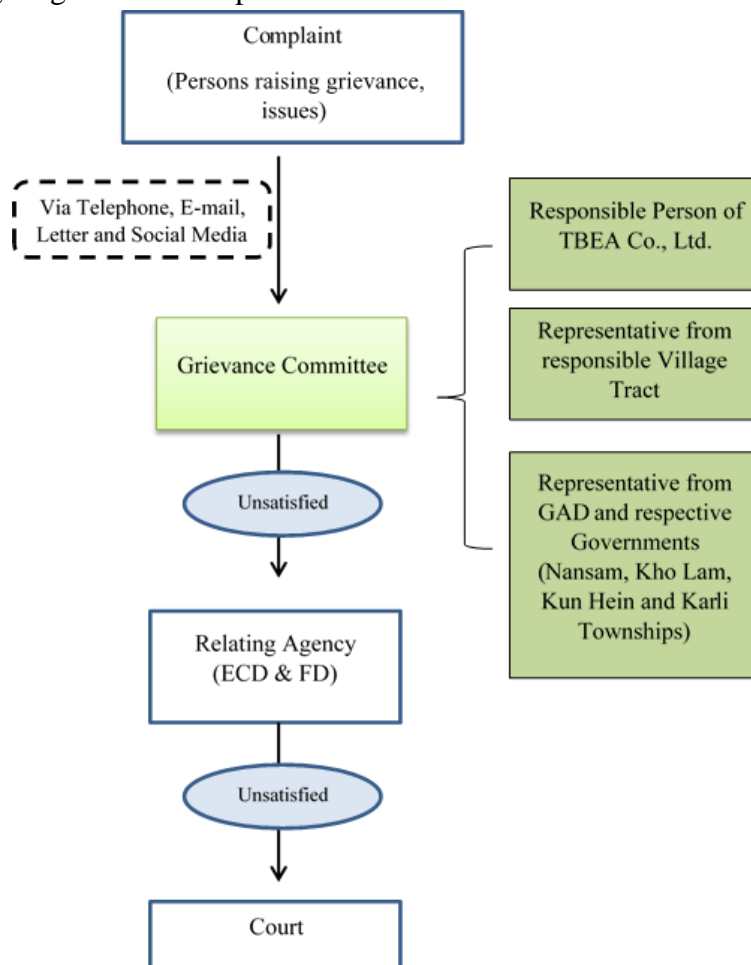 Complaint
(Persons raising grievance,
issues)
Via Telephone, E-mail,
Letter and Social Media
Responsible Person of
TBEA Co., Ltd.
Grievance Committee
Representative from
responsible Village
Tract
Unsatisfied
Representative from
GAD and respective
Governments
(Nansam, Kho Lam,
Kun Hein and Karli
Townships)
Relating Agency
(ECD & FD)
Unsatisfied
Court